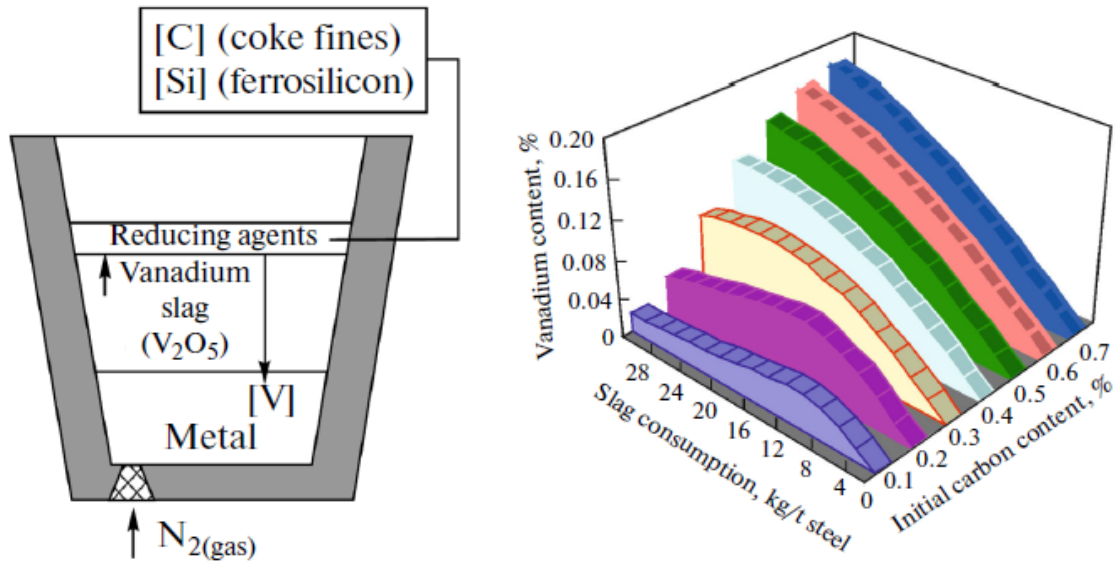 [C] (coke fines)
[Si] (ferrosilicon)
Reducing agents
Vanadium
slag
(V₂O₅)
[V]
Metal
N₂(gas)
Vanadium content, %
0.20
0.16
0.12
0.08
0.04
0
28
24
20
16
12
8
4
0
Slag consumption, kg/t steel
0.1
0.2
0.3
0.4
0.5
0.6
0.7
Initial carbon content, %